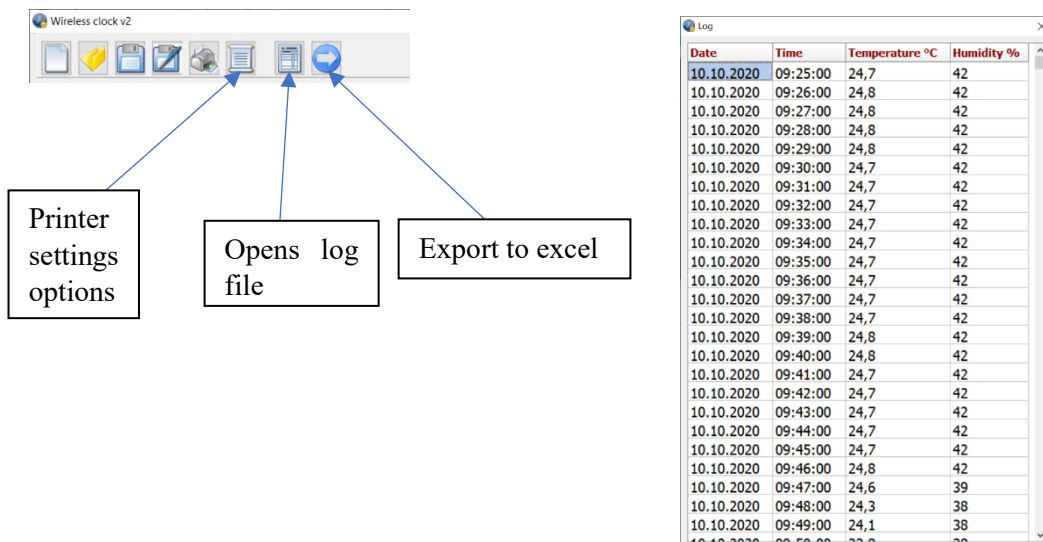 Wireless clock v2
Printer
settings
options
Opens log
file
Export to excel
Log
Date Time Temperature ºC Humidity %
10.10.2020 09:25:00 24,7 42
10.10.2020 09:26:00 24,8 42
10.10.2020 09:27:00 24,8 42
10.10.2020 09:28:00 24,8 42
10.10.2020 09:29:00 24,8 42
10.10.2020 09:30:00 24,7 42
10.10.2020 09:31:00 24,7 42
10.10.2020 09:32:00 24,7 42
10.10.2020 09:33:00 24,7 42
10.10.2020 09:34:00 24,7 42
10.10.2020 09:35:00 24,7 42
10.10.2020 09:36:00 24,7 42
10.10.2020 09:37:00 24,7 42
10.10.2020 09:38:00 24,7 42
10.10.2020 09:39:00 24,8 42
10.10.2020 09:40:00 24,8 42
10.10.2020 09:41:00 24,7 42
10.10.2020 09:42:00 24,7 42
10.10.2020 09:43:00 24,7 42
10.10.2020 09:44:00 24,7 42
10.10.2020 09:45:00 24,7 42
10.10.2020 09:46:00 24,8 42
10.10.2020 09:47:00 24,6 39
10.10.2020 09:48:00 24,3 38
10.10.2020 09:49:00 24,1 38